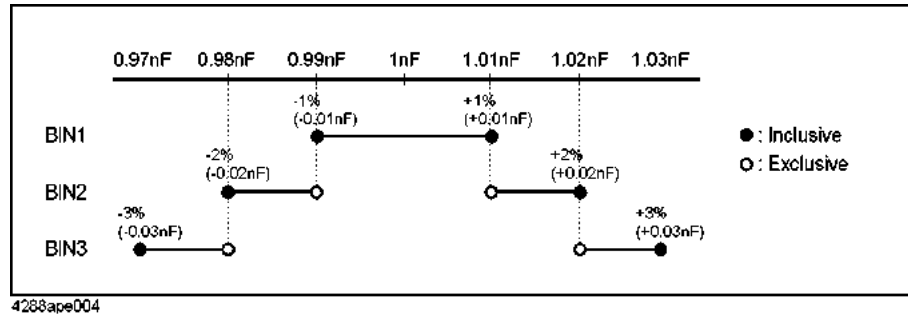 0.97nF 0.98nF 0.99nF 1nF 1.01nF 1.02nF 1.03nF
-1% +1%
BIN1 (-0.01nF) (+0.01nF) ● : Inclusive
-2% +2%
BIN2 (-0.02nF) (+0.02nF) ○ : Exclusive
-3% +3%
BIN3 (-0.03nF) (+0.03nF)
4288ape004